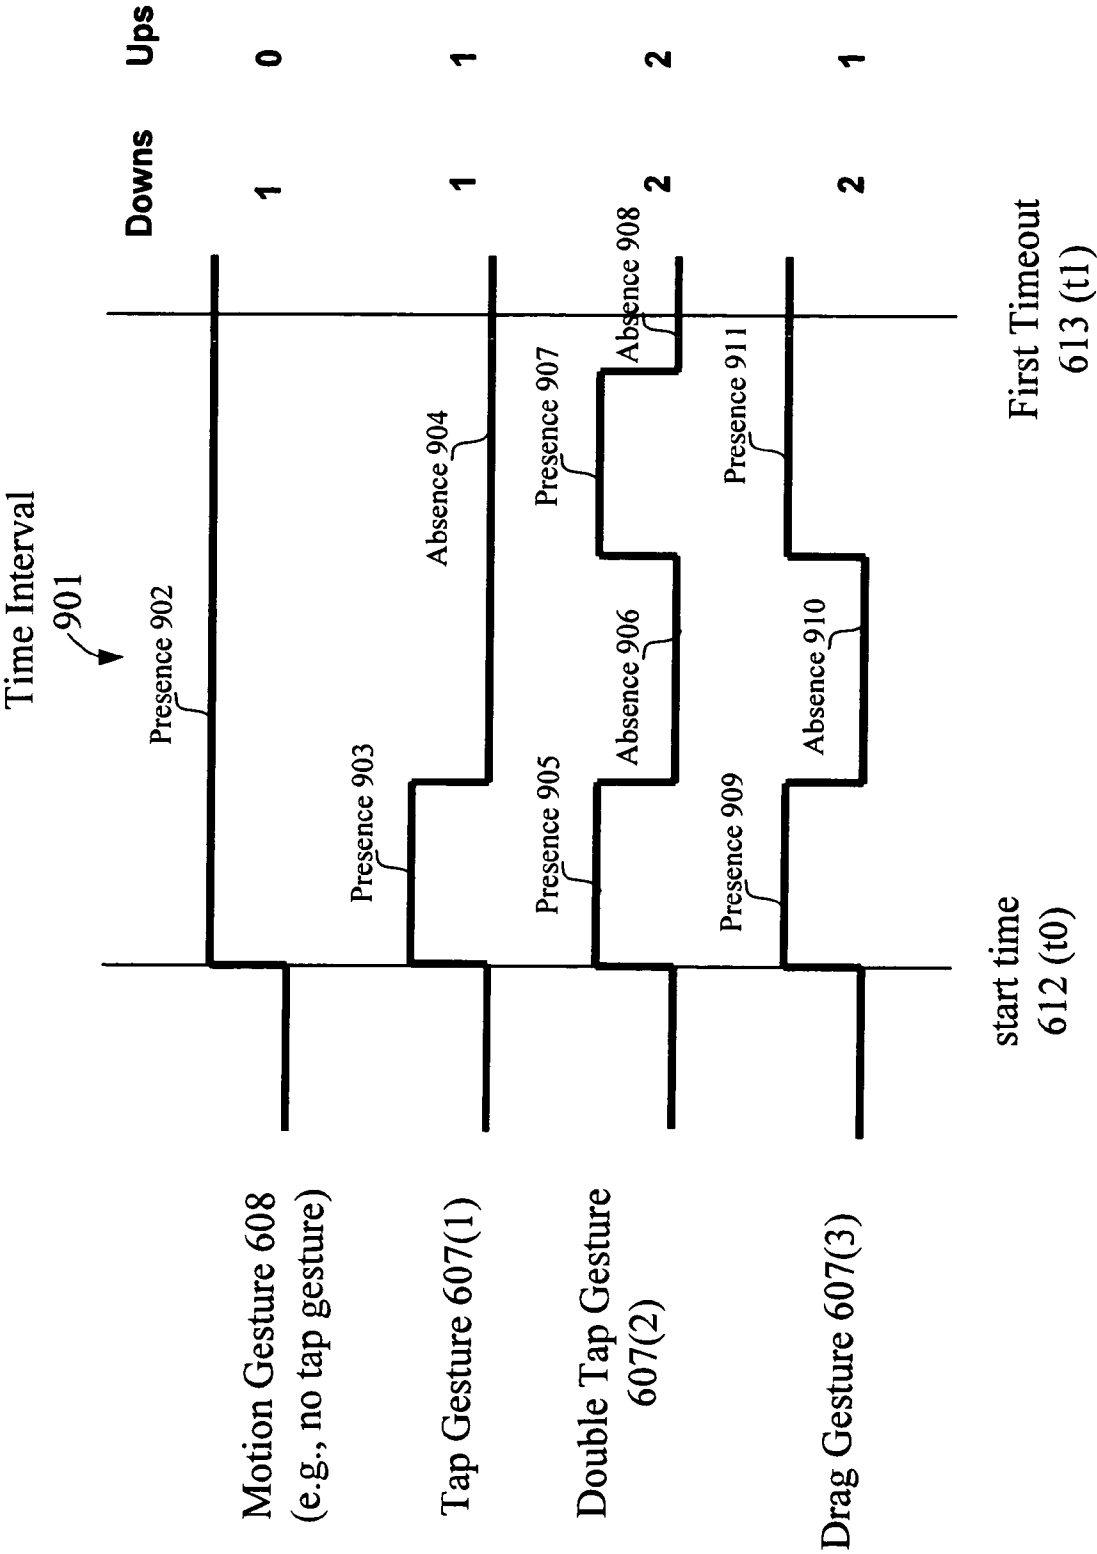 Time Interval
901
Downs Ups
Presence 902
Motion Gesture 608
(e.g., no tap gesture)
1 0
Presence 903
Absence 904
Tap Gesture 607(1)
1 1
Presence 905
Absence 906
Presence 907
Absence 908
Double Tap Gesture
607(2)
2 2
Presence 909
Absence 910
Presence 911
Drag Gesture 607(3)
2 1
start time
612 (t0)
First Timeout
613 (t1)